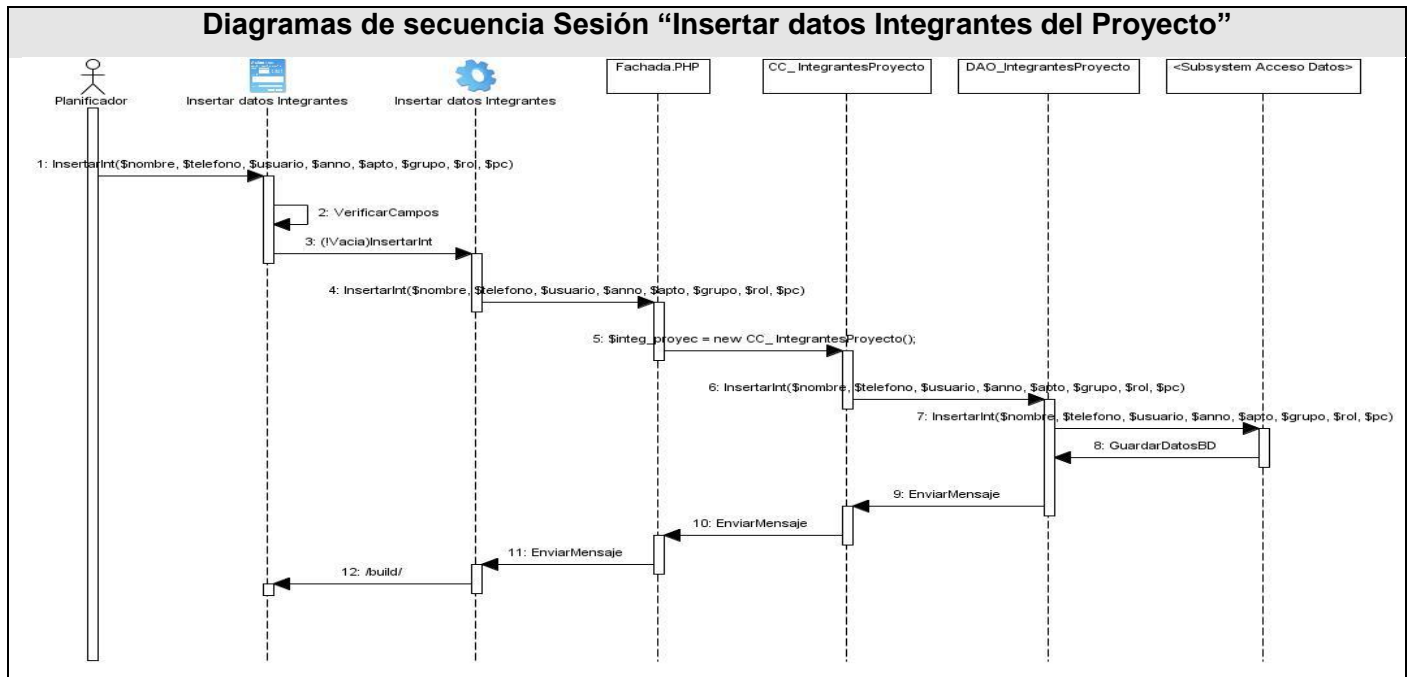 Diagramas de secuencia Sesión “Insertar datos Integrantes del Proyecto”
Planificador
Insertar datos Integrantes
Insertar datos Integrantes
Fachada.PHP
CC_ IntegrantesProyecto
DAO_IntegrantesProyecto
<Subsystem Acceso Datos>
1: InsertarInt($nombre, $telefono, $usuario, $anno, $apto, $grupo, $rol, $pc)
2: VerificarCampos
3: (!Vacia)InsertarInt
4: InsertarInt($nombre, $telefono, $usuario, $anno, $apto, $grupo, $rol, $pc)
5: $integ_proyec = new CC_ IntegrantesProyecto();
6: InsertarInt($nombre, $telefono, $usuario, $anno, $apto, $grupo, $rol, $pc)
7: InsertarInt($nombre, $telefono, $usuario, $anno, $apto, $grupo, $rol, $pc)
8: GuardarDatosBD
9: EnviarMensaje
10: EnviarMensaje
11: EnviarMensaje
12: /build/